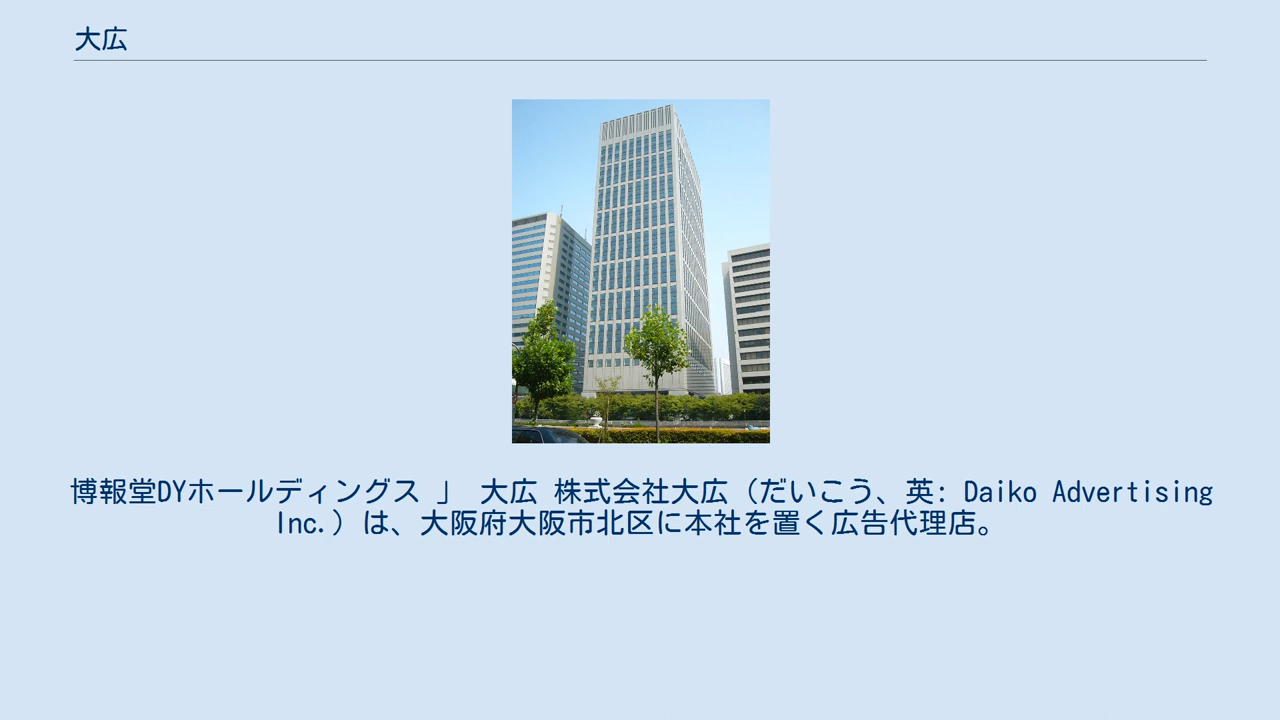 大広
博報堂DYホールディングス 」 大広 株式会社大広（だいこう、英: Daiko Advertising
Inc.）は、大阪府大阪市北区に本社を置く広告代理店。